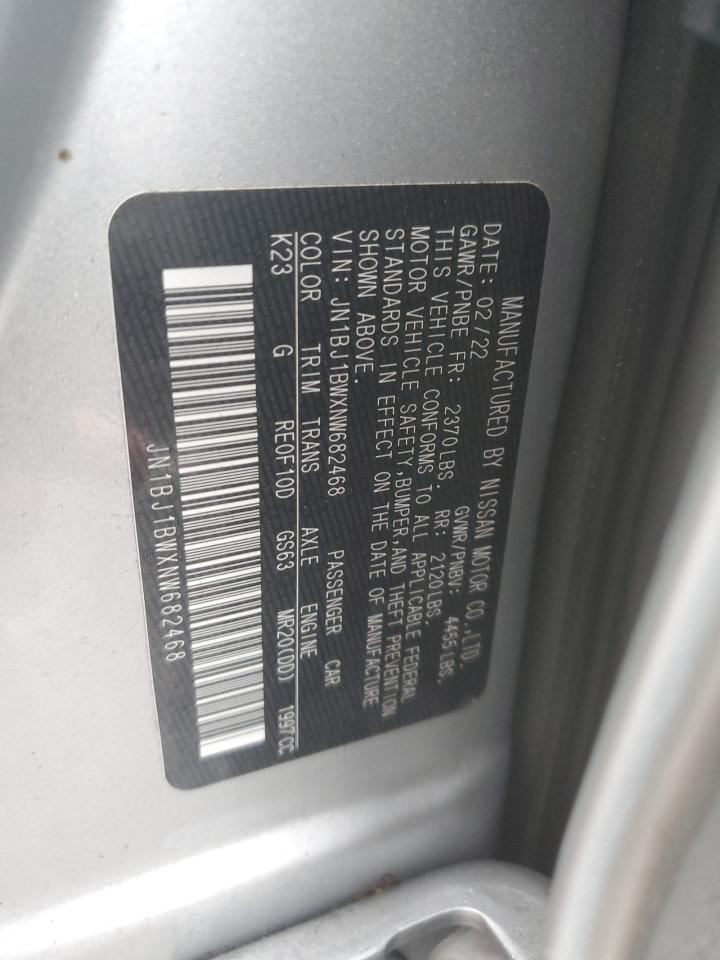 MANUFACTURED BY NISSAN MOTOR CO.,LTD.
DATE: 02/22 GVWR/PNBV: 4455LBS.
GAWR/PNBE FR: 2370LBS. RR: 2120LBS.
THIS VEHICLE CONFORMS TO ALL APPLICABLE FEDERAL
MOTOR VEHICLE SAFETY,BUMPER,AND THEFT PREVENTION
STANDARDS IN EFFECT ON THE DATE OF MANUFACTURE
SHOWN ABOVE.
VIN: JN1BJ1BWXNW682468 PASSENGER CAR
COLOR TRIM TRANS AXLE ENGINE
K23 G RE0F10D GS63 MR20(DD) 1997CC
JN1BJ1BWXNW682468